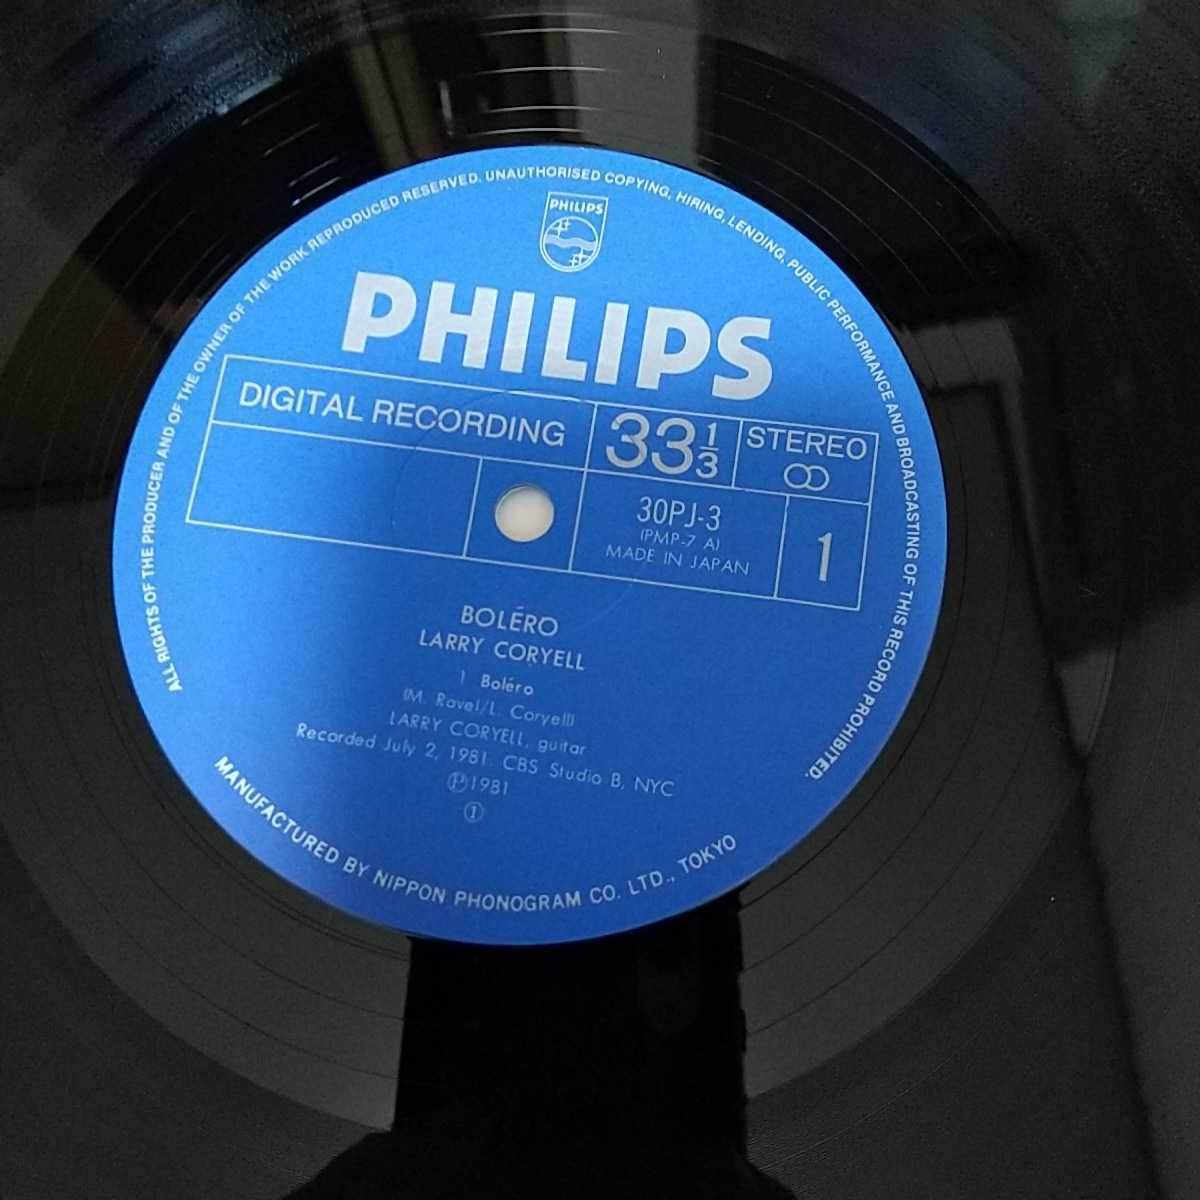 ALL RIGHTS OF THE PRODUCER AND OF THE OWNER OF THE WORK REPRODUCED RESERVED. UNAUTHORISED COPYING, HIRING, LENDING, PUBLIC PERFORMANCE AND BROADCASTING OF THIS RECORD PROHIBITED.
PHILIPS
PHILIPS
DIGITAL RECORDING
33 1/3
STEREO
30PJ-3
(PMP-7 A)
MADE IN JAPAN
1
BOLÉRO
LARRY CORYELL
1 Boléro
(M. Ravel/L. Coryell)
LARRY CORYELL, guitar
Recorded July 2, 1981. CBS Studio B, NYC
Ⓟ1981
①
MANUFACTURED BY NIPPON PHONOGRAM CO. LTD., TOKYO